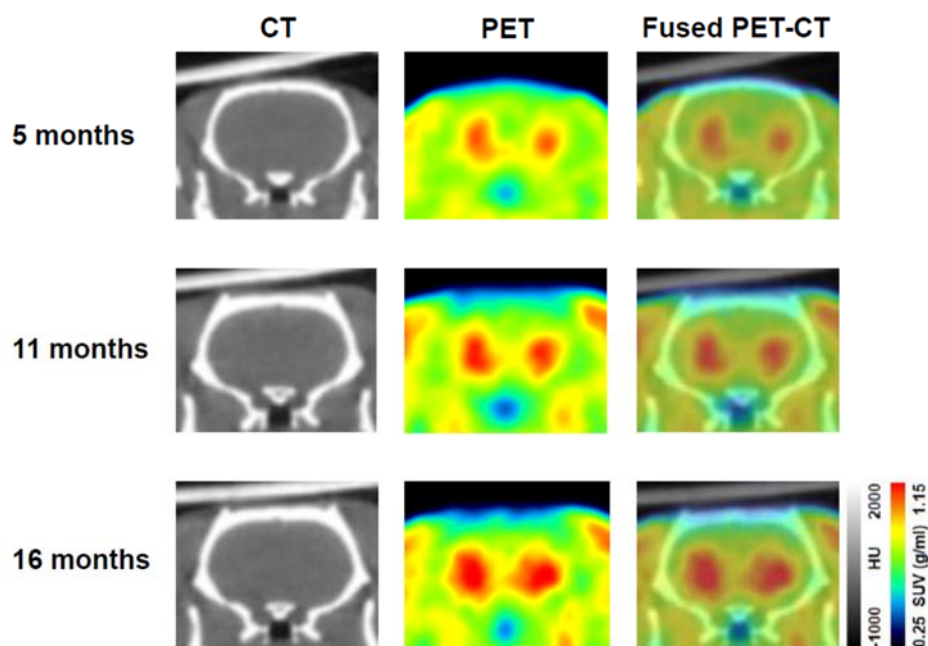 CT PET Fused PET-CT
5 months
11 months
16 months
-1000 HU 2000
0.25 SUV (g/ml) 1.15